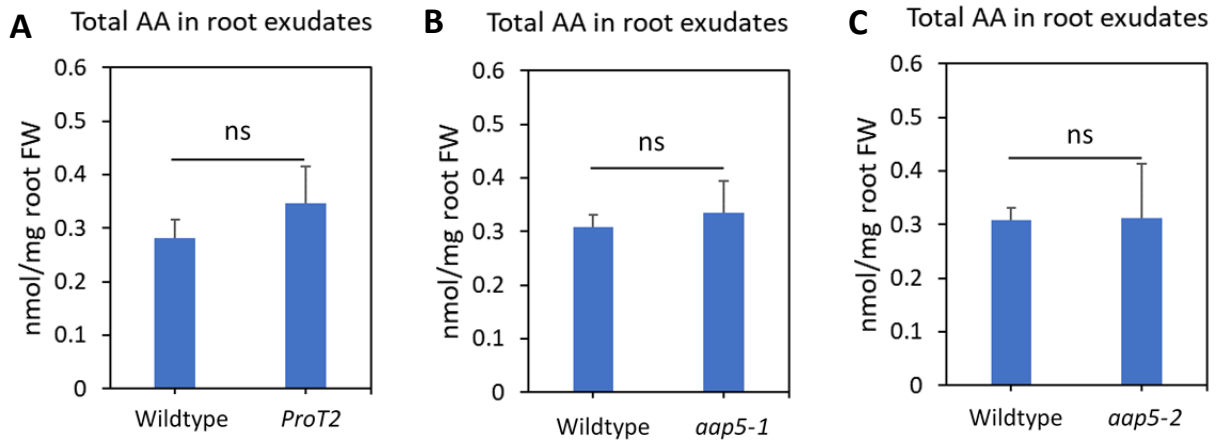 A Total AA in root exudates
0.6
0.5
0.4
0.3
0.2
0.1
0
nmol/mg root FW
ns
Wildtype ProT2
B Total AA in root exudates
0.6
0.5
0.4
0.3
0.2
0.1
0
nmol/mg root FW
ns
Wildtype aap5-1
C Total AA in root exudates
0.6
0.5
0.4
0.3
0.2
0.1
0
nmol/mg root FW
ns
Wildtype aap5-2